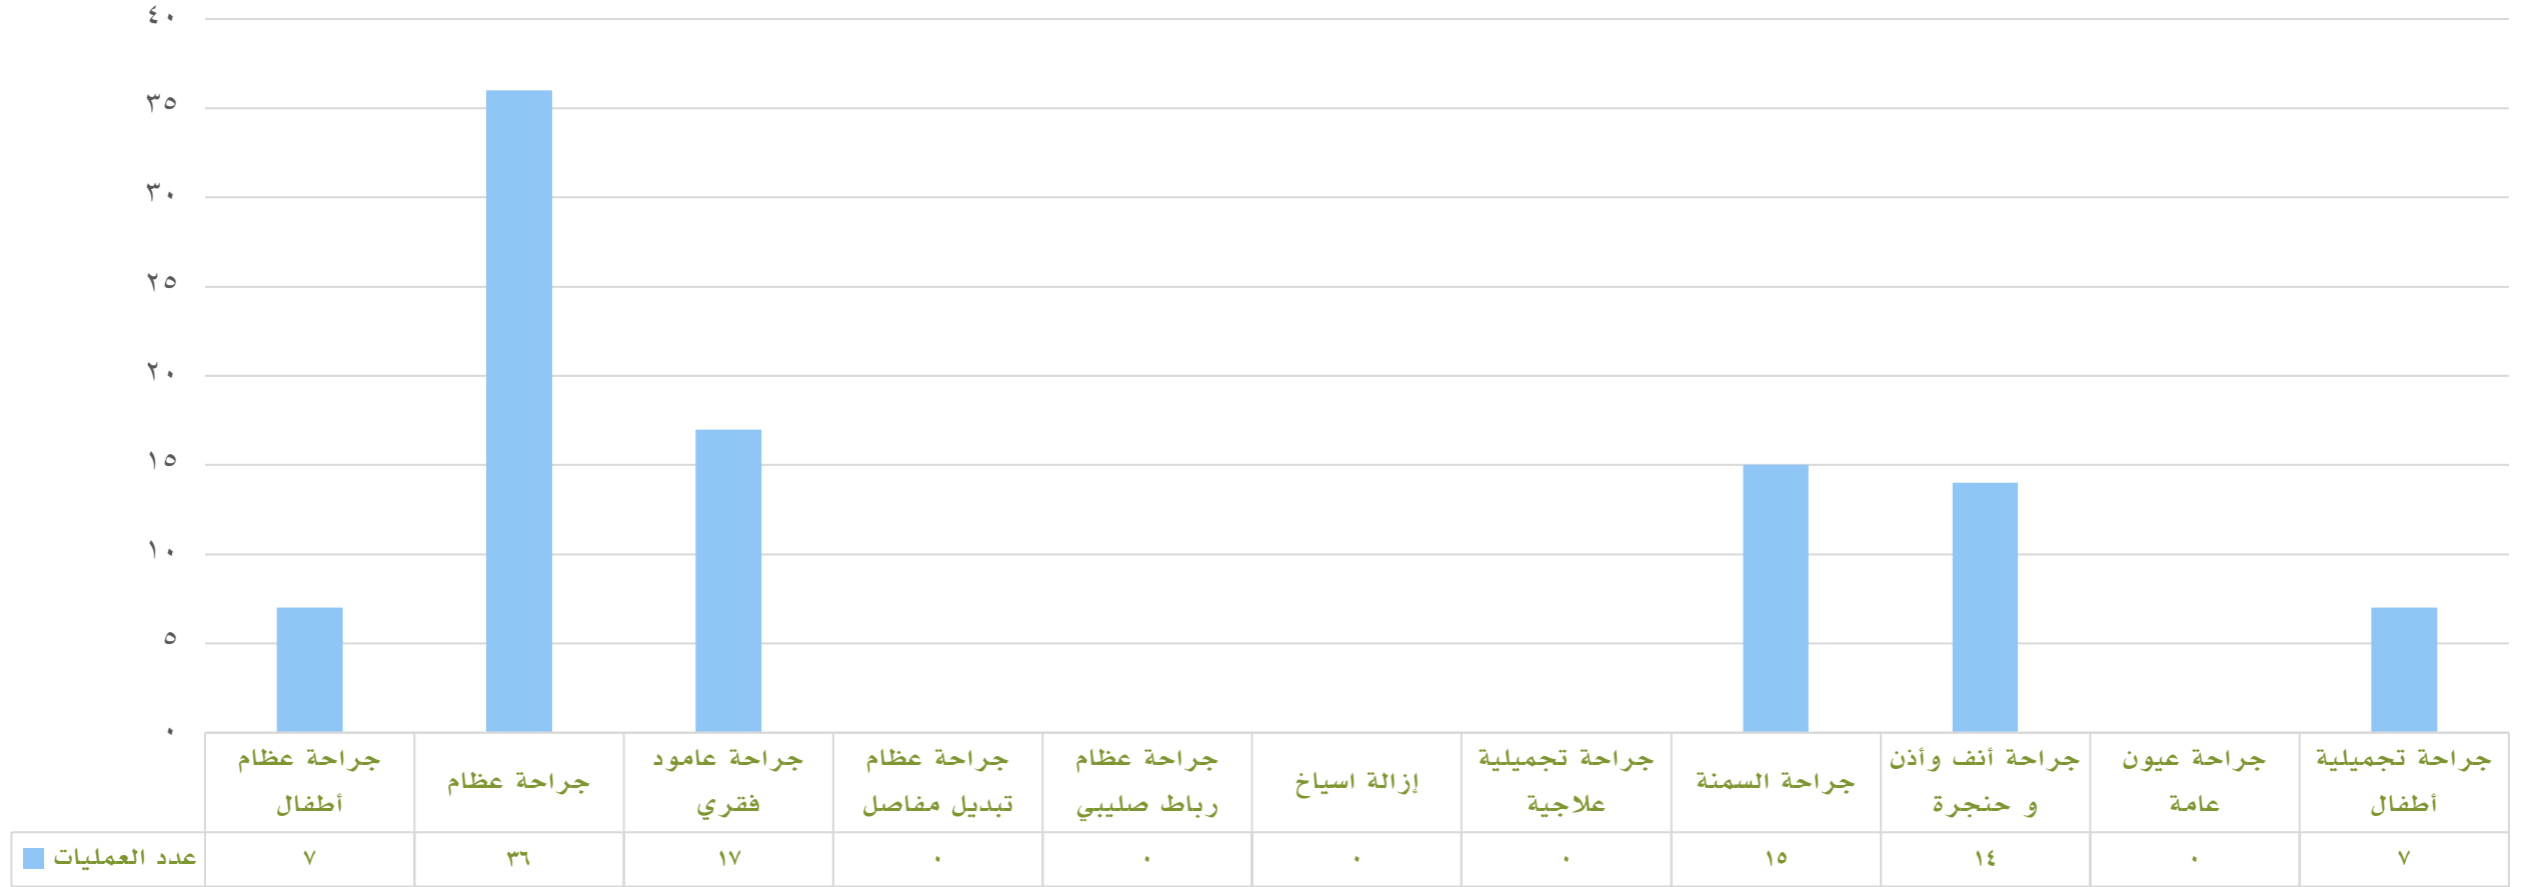 ٤٠
٣٥
٣٠
٢٥
٢٠
١٥
١٠
٥
٠
جراحة عظام
أطفال
جراحة عظام
جراحة عامود
فقري
جراحة عظام
تبديل مفاصل
جراحة عظام
رباط صليبي
إزالة اسياخ
جراحة تجميلية
علاجية
جراحة السمنة
جراحة أنف وأذن
و حنجرة
جراحة عيون
عامة
جراحة تجميلية
أطفال
عدد العمليات
٧
٣٦
١٧
٠
٠
٠
٠
١٥
١٤
٠
٧